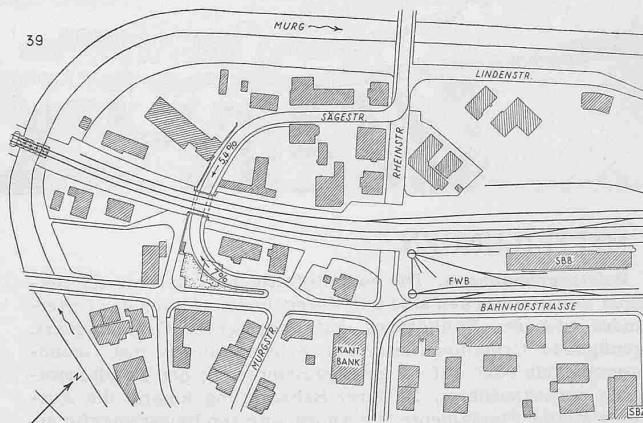 39
MURG
LINDENSTR.
SÄGESTR.
RHEINSTR.
5,4%
SBB
FWB
7%
BAHNHOFSTRASSE
MURGSTR.
KANT.
BANK
N
SBZ